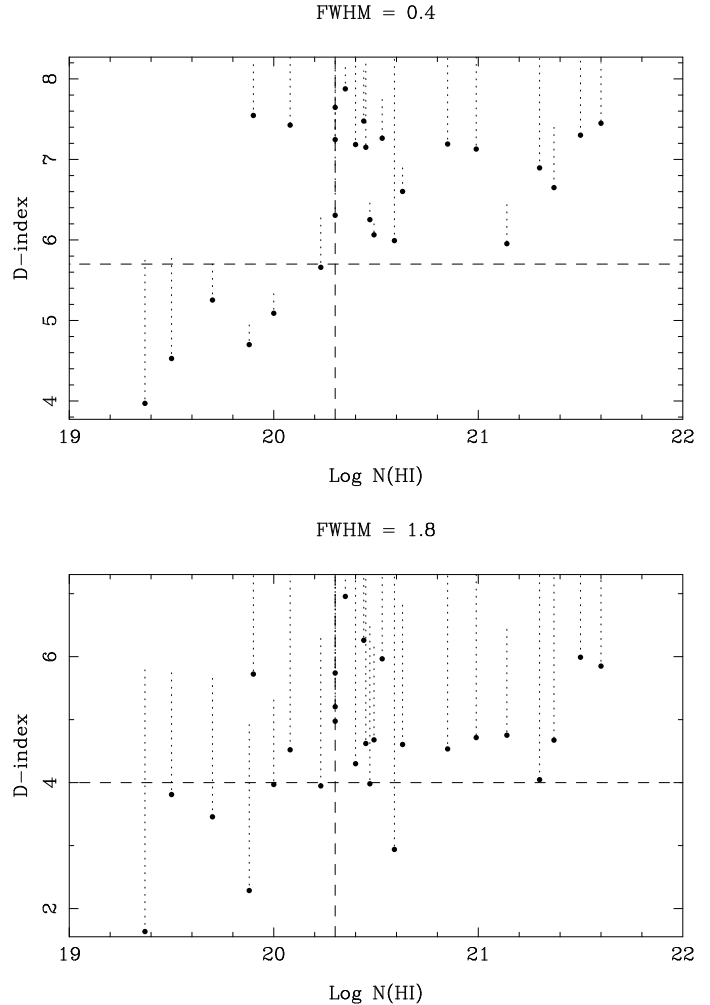 FWHM = 0.4
8
7
6
5
4
D-index
19 20 21 22
Log N(HI)
FWHM = 1.8
6
4
2
D-index
19 20 21 22
Log N(HI)